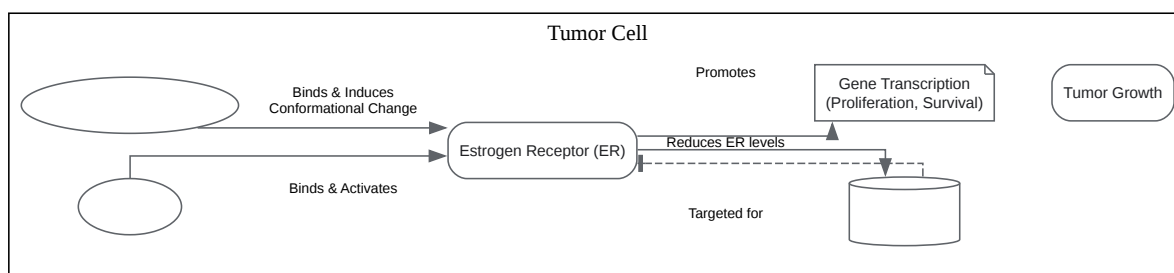 Tumor Cell
Promotes
Binds & Induces
Conformational Change
Gene Transcription
(Proliferation, Survival)
Tumor Growth
Estrogen Receptor (ER)
Reduces ER levels
Binds & Activates
Targeted for